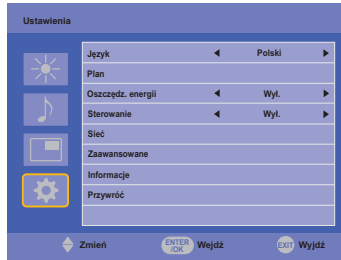 Ustawienia
Język Polski
Plan
Oszczędz. energii Wył.
Sterowanie Wył.
Sieć
Zaawansowane
Informacje
Przywróć
Zmień ENTER /OK Wejdź EXIT Wyjdź